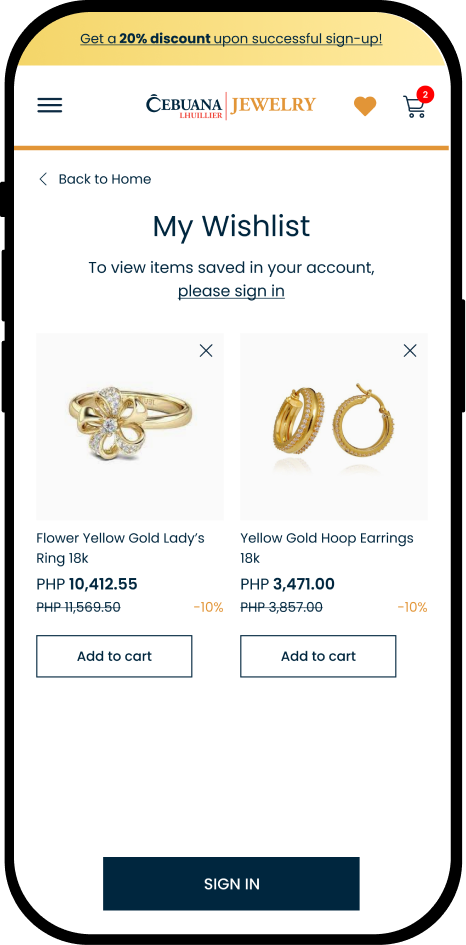 Get a 20% discount upon successful sign-up!
ĈEBUANA LHUILLIER JEWELRY
2
Back to Home
My Wishlist
To view items saved in your account,
please sign in
Flower Yellow Gold Lady’s
Ring 18k
PHP 10,412.55
PHP 11,569.50 -10%
Add to cart
Yellow Gold Hoop Earrings
18k
PHP 3,471.00
PHP 3,857.00 -10%
Add to cart
SIGN IN